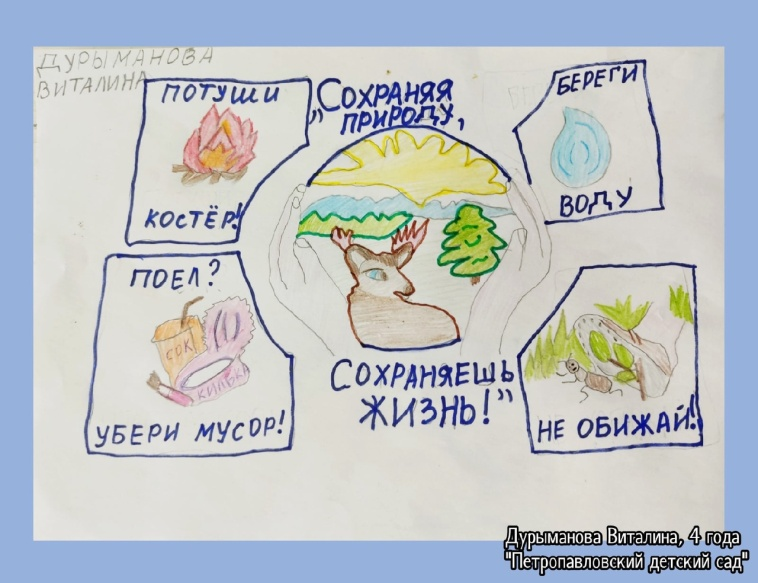 ДУРЫМАНОВА
ВИТАЛИНА
ПОТУШИ
КОСТЁР!
„СОХРАНЯЯ
ПРИРОДУ,
БЕРЕГИ
ВОДУ
ПОЕЛ?
СОК
КИЛЬКА
УБЕРИ МУСОР!
СОХРАНЯЕШЬ
ЖИЗНЬ!”
НЕ ОБИЖАЙ!
Дурыманова Виталина, 4 года
"Петропавловский детский сад"